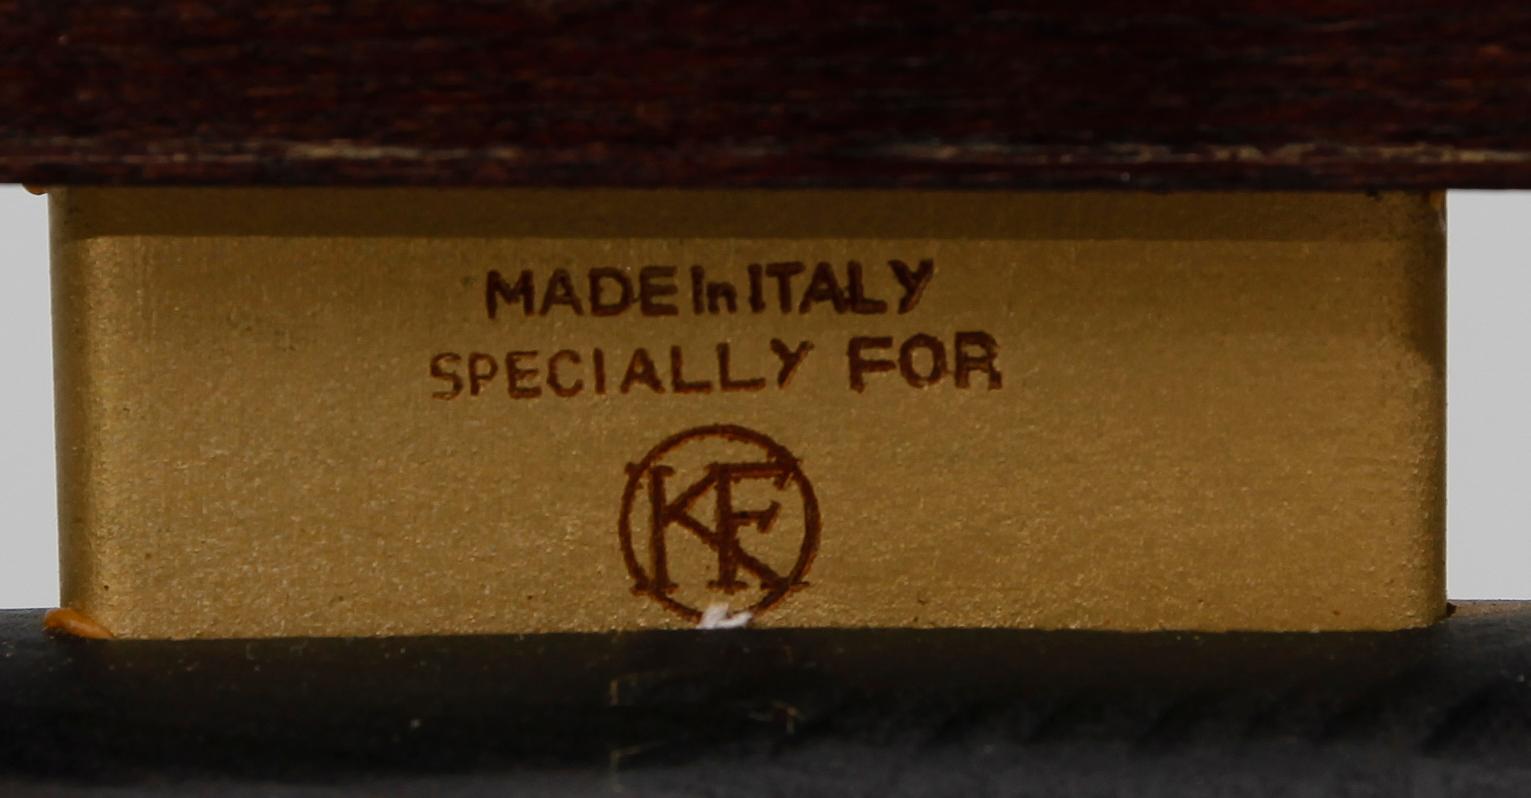 MADE In ITALY
SPECIALLY FOR
KF